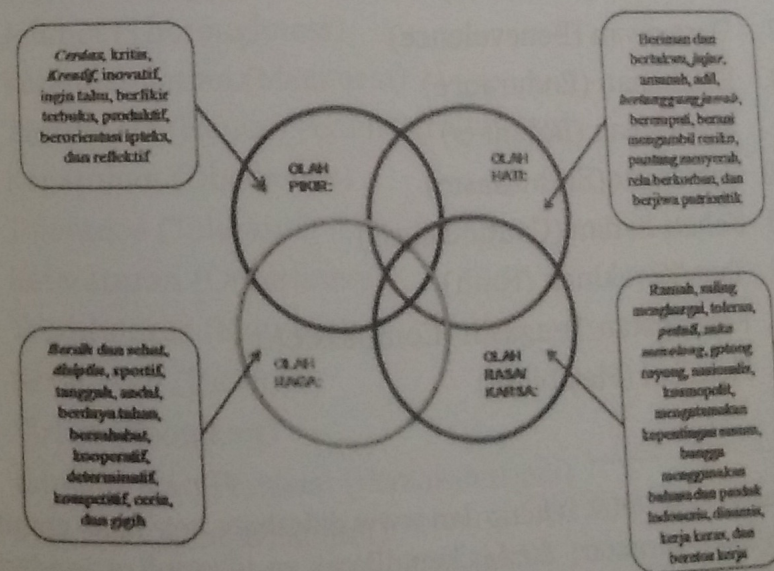 Cerdas, kritis,
Kreatif, inovatif,
ingin tahu, berfikir
terbuka, produktif,
berorientasi ipteks,
dan reflektif
Beriman dan
bertakwa, jujur,
amanah, adil,
bertanggung jawab,
berempati, berani
mengambil resiko,
pantang menyerah,
rela berkorban, dan
berjiwa patriotik
OLAH
PIKIR:
OLAH
HATI:
OLAH
RAGA:
OLAH
RASA/
KARSA:
Bersih dan sehat,
disiplin, sportif,
tangguh, andal,
berdaya tahan,
bersahabat,
kooperatif,
determinatif,
kompetitif, ceria,
dan gigih
Ramah, saling
menghargai, toleran,
peduli, suka
menolong, gotong
royong, nasionalis,
kosmopolit,
mengutamakan
kepentingan umum,
bangga
menggunakan
bahasa dan produk
Indonesia, dinamis,
kerja keras, dan
beretos kerja